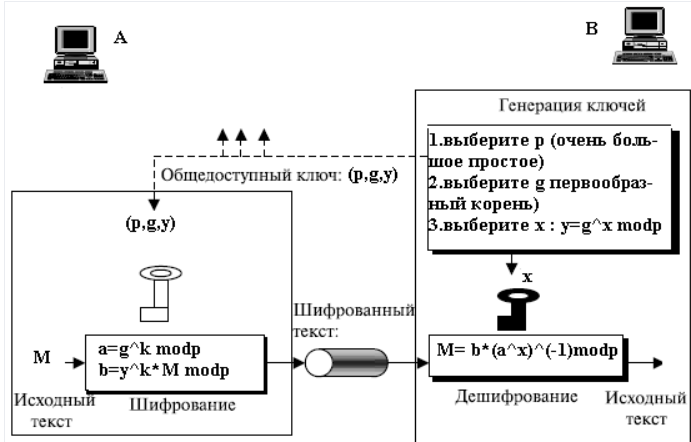 A
B
Генерация ключей
1.выберите p (очень боль-
шое простое)
2.выберите g первообраз-
ный корень)
3.выберите x : y=g^x modp
Общедоступный ключ: (p,g,y)
(p,g,y)
x
Шифрованный
текст:
M
a=g^k modp
b=y^k*M modp
M= b*(a^x)^(-1)modp
Исходный
текст
Шифрование
Дешифрование
Исходный
текст